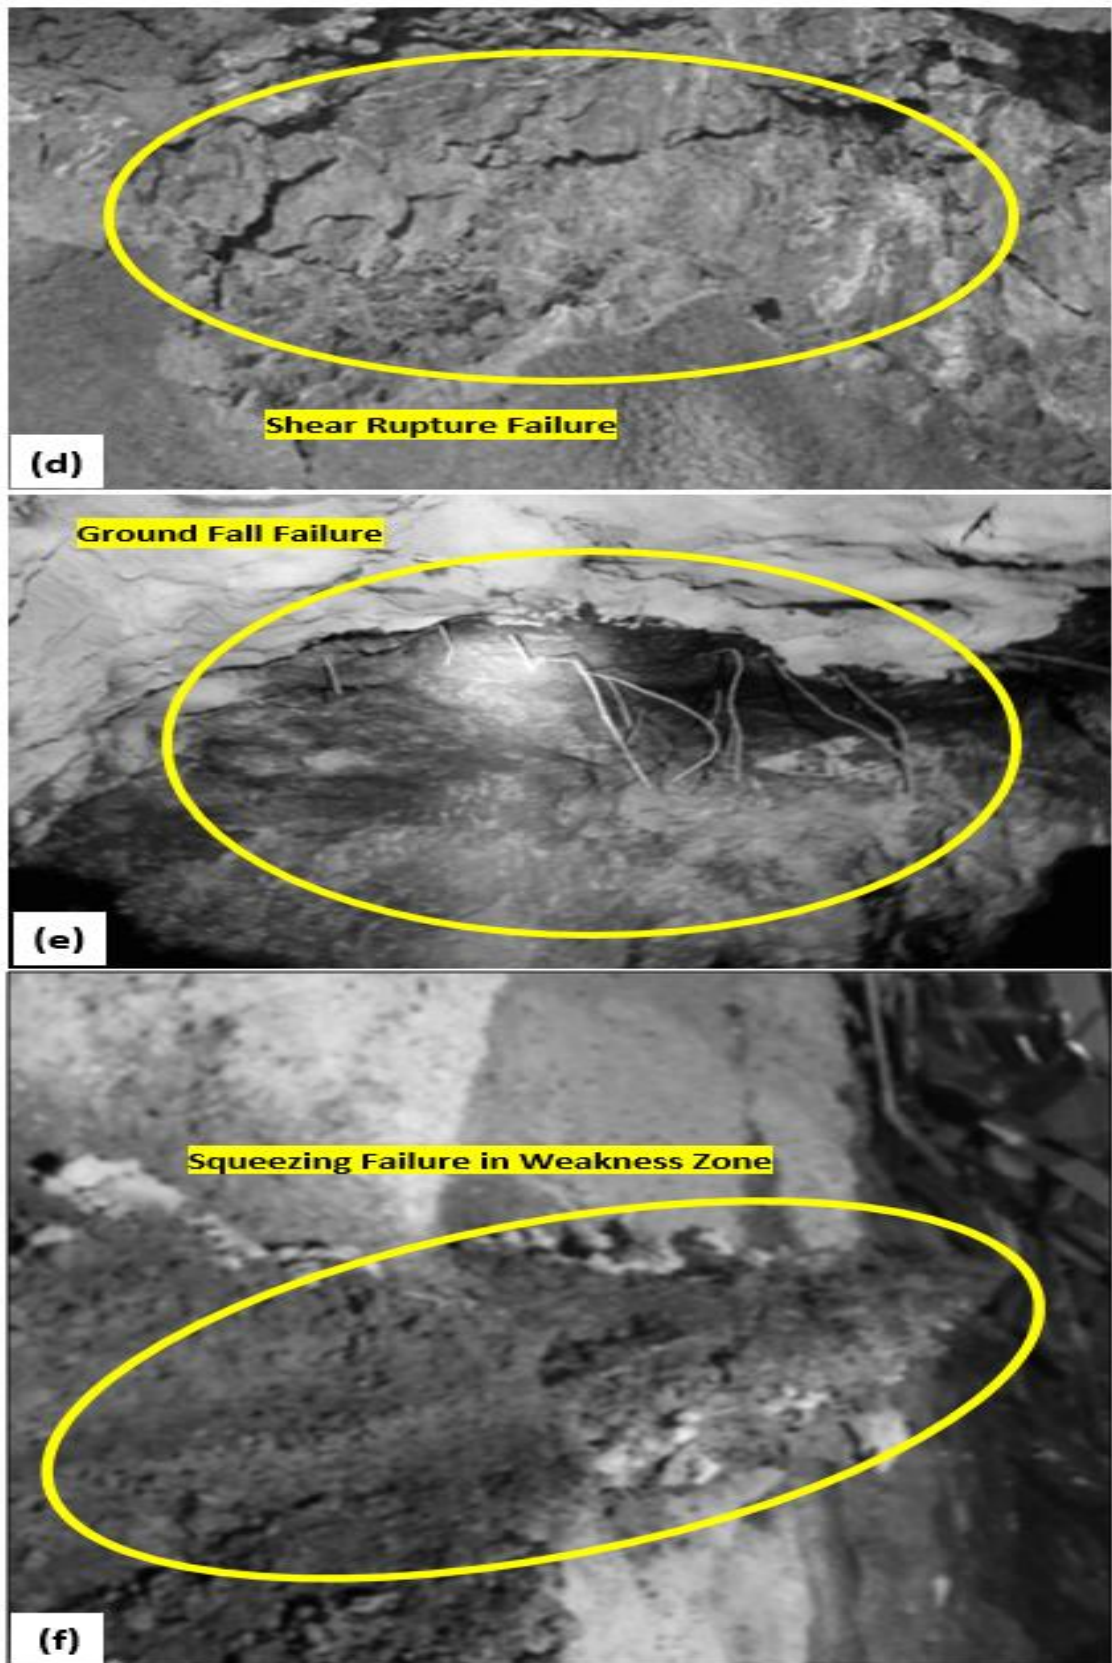 Shear Rupture Failure
(d)
Ground Fall Failure
(e)
Squeezing Failure in Weakness Zone
(f)